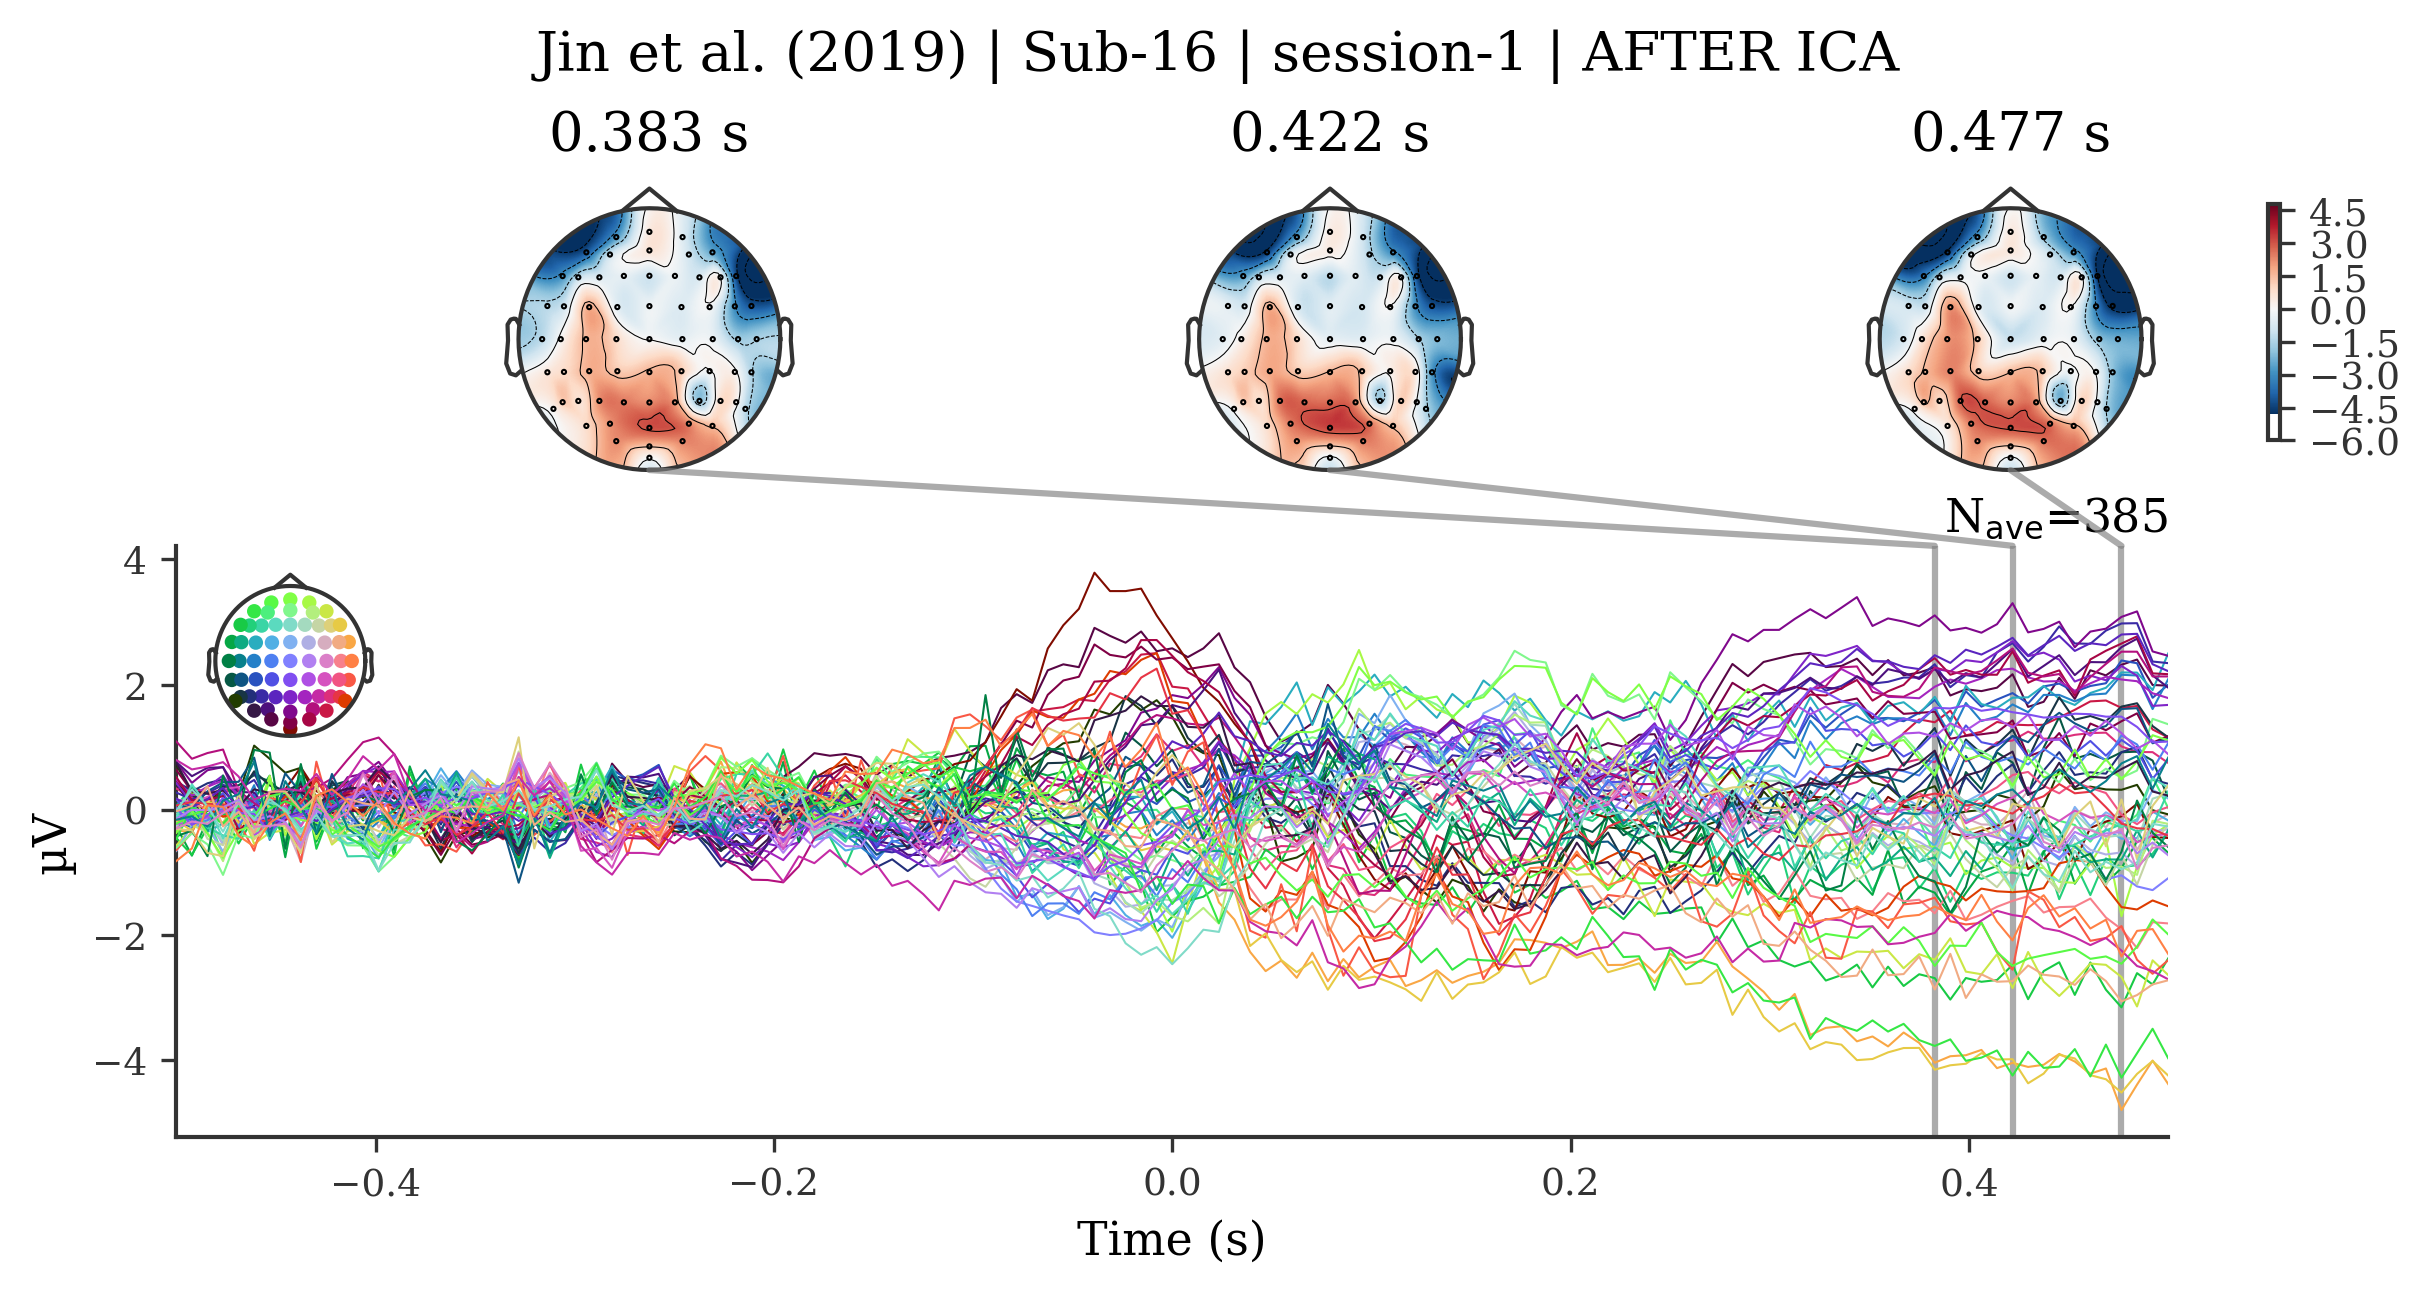 Jin et al. (2019) | Sub-16 | session-1 | AFTER ICA
0.383 s
0.422 s
0.477 s
4.5
3.0
1.5
0.0
−1.5
−3.0
−4.5
−6.0
Nave=385
4
2
0
−2
−4
µV
−0.4
−0.2
0.0
0.2
0.4
Time (s)